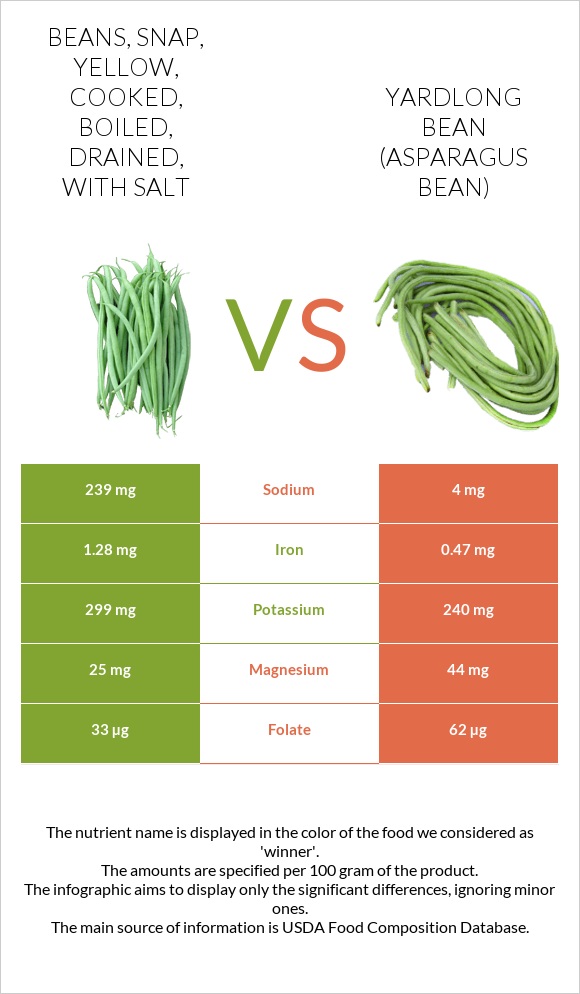 BEANS, SNAP,
YELLOW,
COOKED,
BOILED,
DRAINED,
WITH SALT
YARDLONG
BEAN
(ASPARAGUS
BEAN)
VS
239 mg Sodium 4 mg
1.28 mg Iron 0.47 mg
299 mg Potassium 240 mg
25 mg Magnesium 44 mg
33 µg Folate 62 µg
The nutrient name is displayed in the color of the food we considered as
'winner'.
The amounts are specified per 100 gram of the product.
The infographic aims to display only the significant differences, ignoring minor
ones.
The main source of information is USDA Food Composition Database.